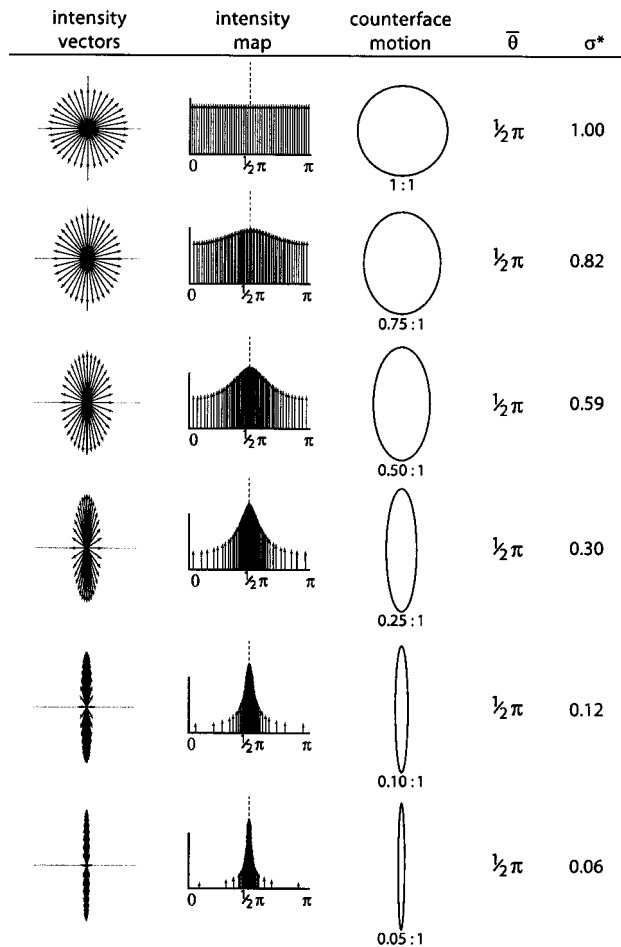 intensity vectors intensity map counterface motion θ̅ σ*
0 ½π π 1:1 ½π 1.00
0 ½π π 0.75:1 ½π 0.82
0 ½π π 0.50:1 ½π 0.59
0 ½π π 0.25:1 ½π 0.30
0 ½π π 0.10:1 ½π 0.12
0 ½π π 0.05:1 ½π 0.06